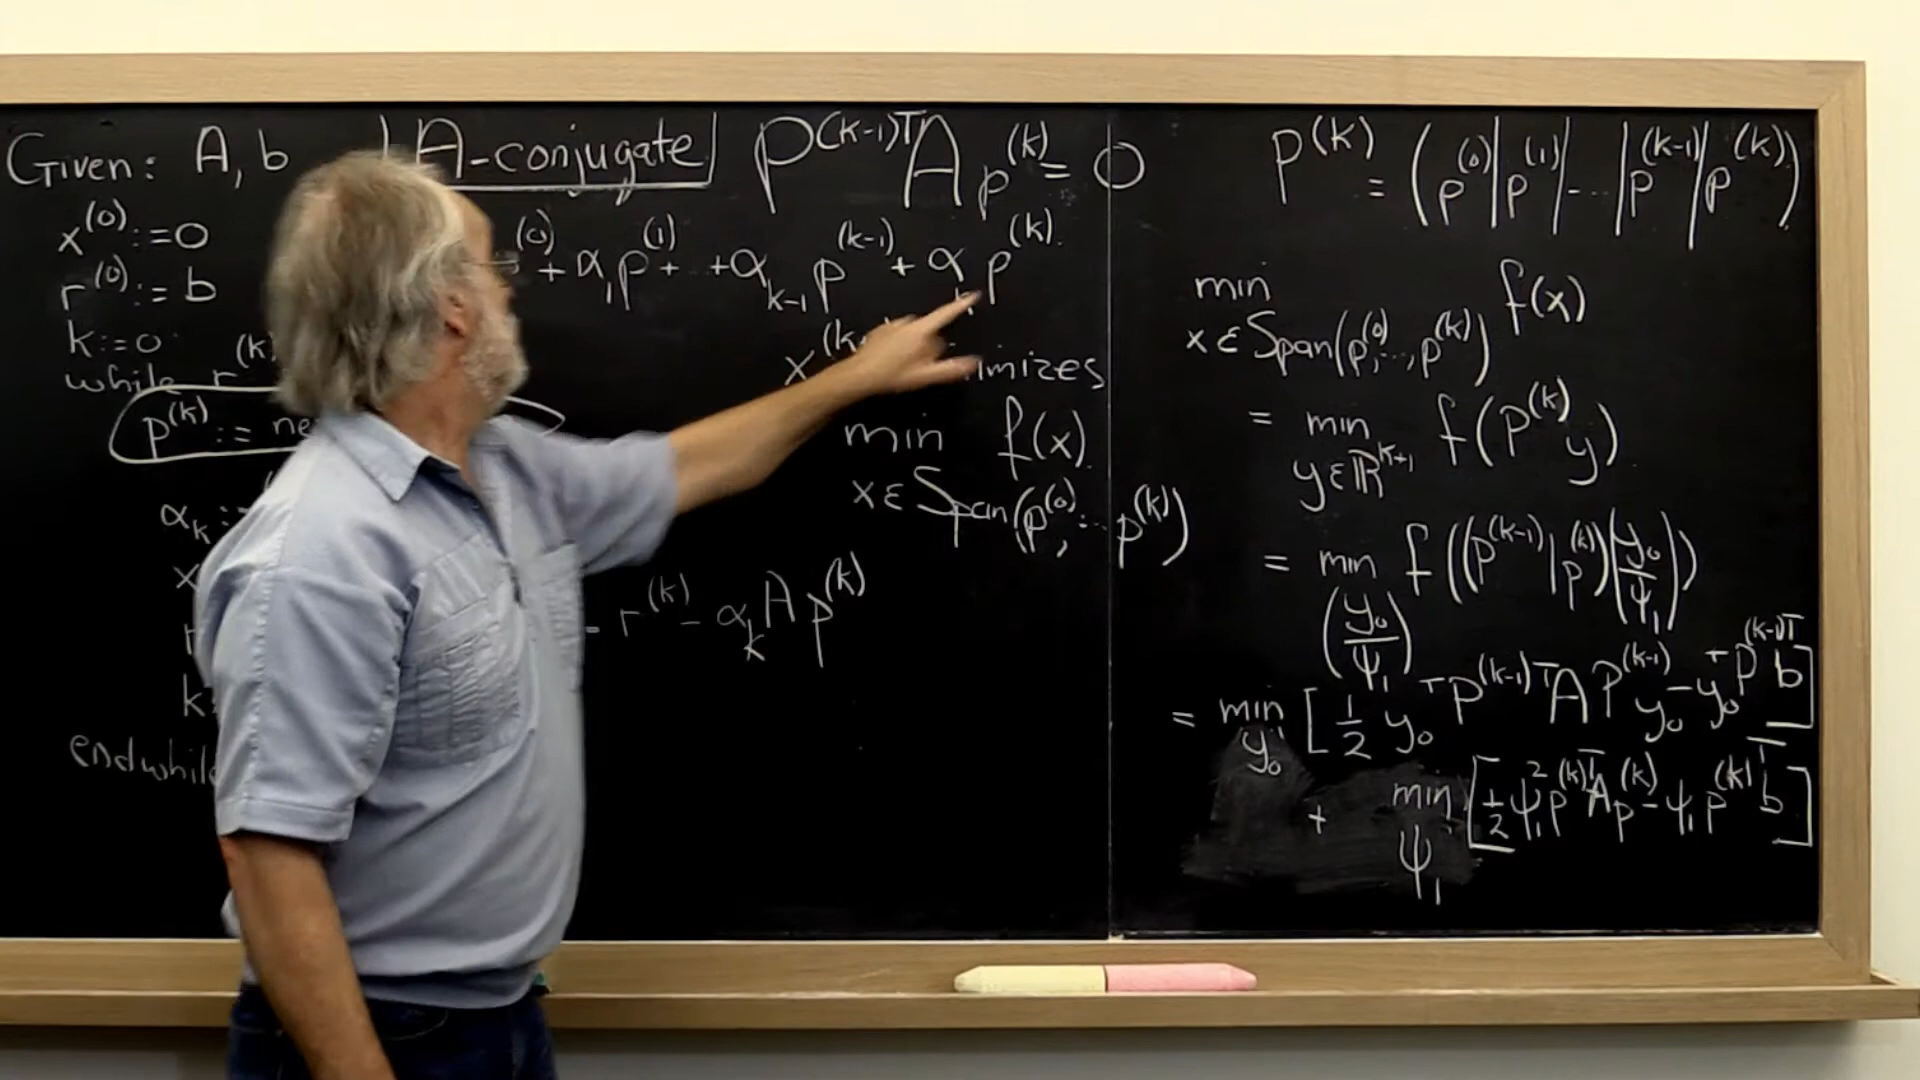 Given: A, b
x^(0) := 0
r^(0) := b
k := 0
while r^(k)
p^(k) := ne
α_k :
x
k
endwhil
A-conjugate P^(k-1)T A p^(k) = 0
^(0) + α_1 p^(1) + ... + α_{k-1} p^(k-1) + α p^(k)
x^(k imizes
min f(x)
x ∈ Span(p^(0), ... p^(k))
- r^(k) - α_k A p^(k)
P^(k) = (p^(0) | p^(1) | ... | p^(k-1) | p^(k))
min f(x)
x ∈ Span(p^(0), ..., p^(k))
= min f(P^(k) y)
y ∈ ℝ^{k+1}
= min f((P^(k-1) | p^(k)) (y_0 / ψ_1))
(y_0 / ψ_1)
= min [ 1/2 y_0^T P^(k-1)T A P^(k-1) y_0 - y_0^T P^(k-1)T b ]
y_0
+ min [ 1/2 ψ_1^2 p^(k)T A p^(k) - ψ_1 p^(k)T b ]
ψ_1